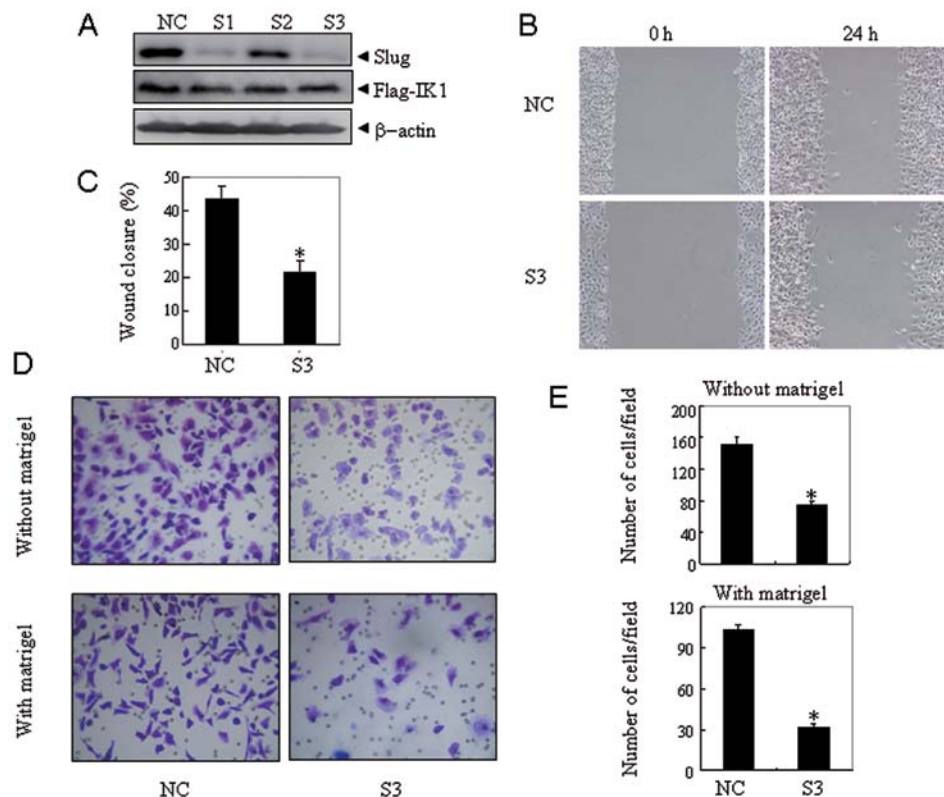 A
NC S1 S2 S3
Slug
Flag-IK1
β-actin
B
0 h 24 h
NC
S3
C
Wound closure (%)
50
40
30
20
10
0
*
NC S3
D
Without matrigel
With matrigel
NC S3
E
Without matrigel
Number of cells/field
200
160
120
80
40
0
*
With matrigel
Number of cells/field
120
90
60
30
0
*
NC S3